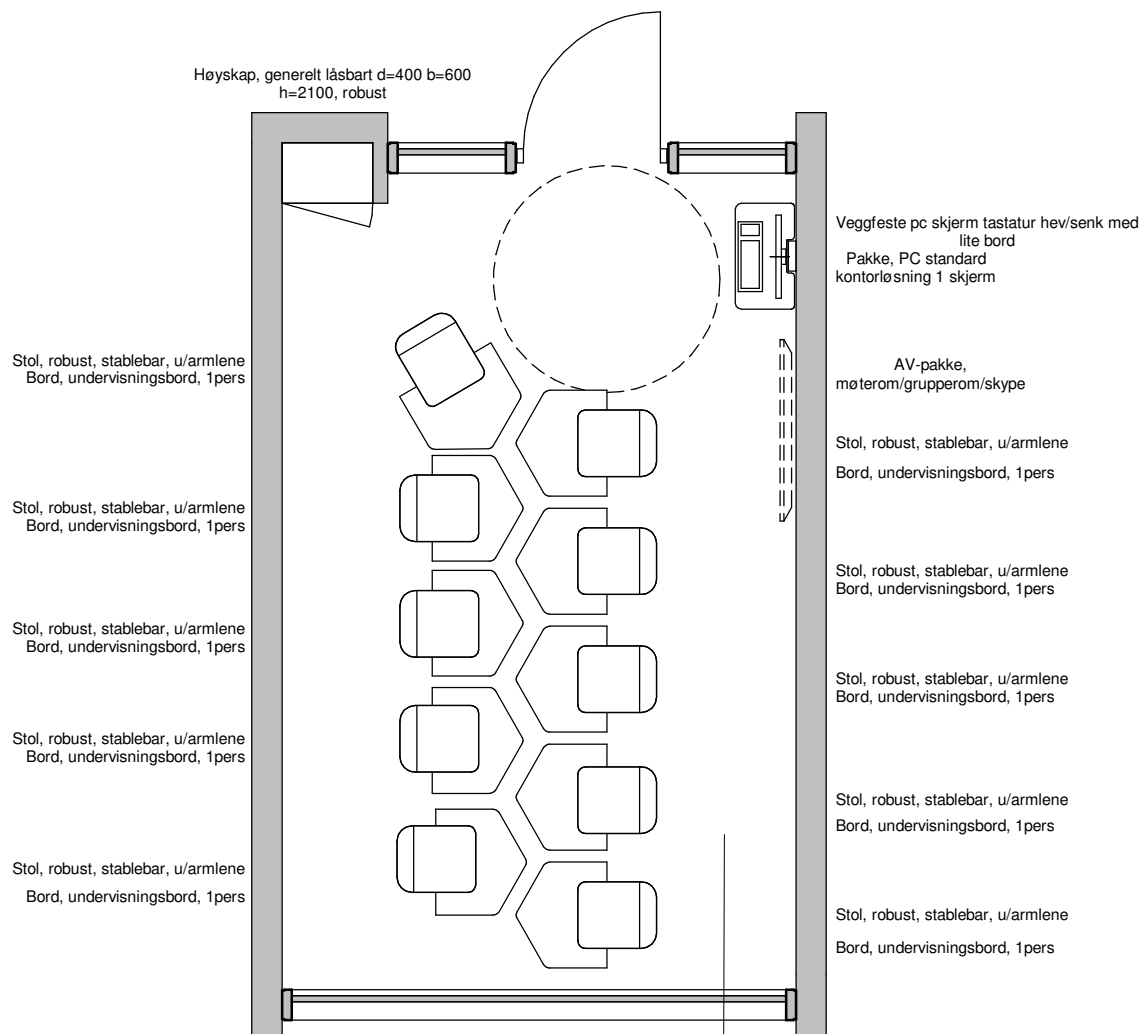 Høyskap, generelt låsbart d=400 b=600
h=2100, robust
Veggfeste pc skjerm tastatur hev/senk med
lite bord
Pakke, PC standard
kontorløsning 1 skjerm
AV-pakke,
møterom/grupperom/skype
Stol, robust, stablebar, u/armlene
Bord, undervisningsbord, 1pers
Stol, robust, stablebar, u/armlene
Bord, undervisningsbord, 1pers
Stol, robust, stablebar, u/armlene
Bord, undervisningsbord, 1pers
Stol, robust, stablebar, u/armlene
Bord, undervisningsbord, 1pers
Stol, robust, stablebar, u/armlene
Bord, undervisningsbord, 1pers
Stol, robust, stablebar, u/armlene
Bord, undervisningsbord, 1pers
Stol, robust, stablebar, u/armlene
Bord, undervisningsbord, 1pers
Stol, robust, stablebar, u/armlene
Bord, undervisningsbord, 1pers
Stol, robust, stablebar, u/armlene
Bord, undervisningsbord, 1pers
Stol, robust, stablebar, u/armlene
Bord, undervisningsbord, 1pers